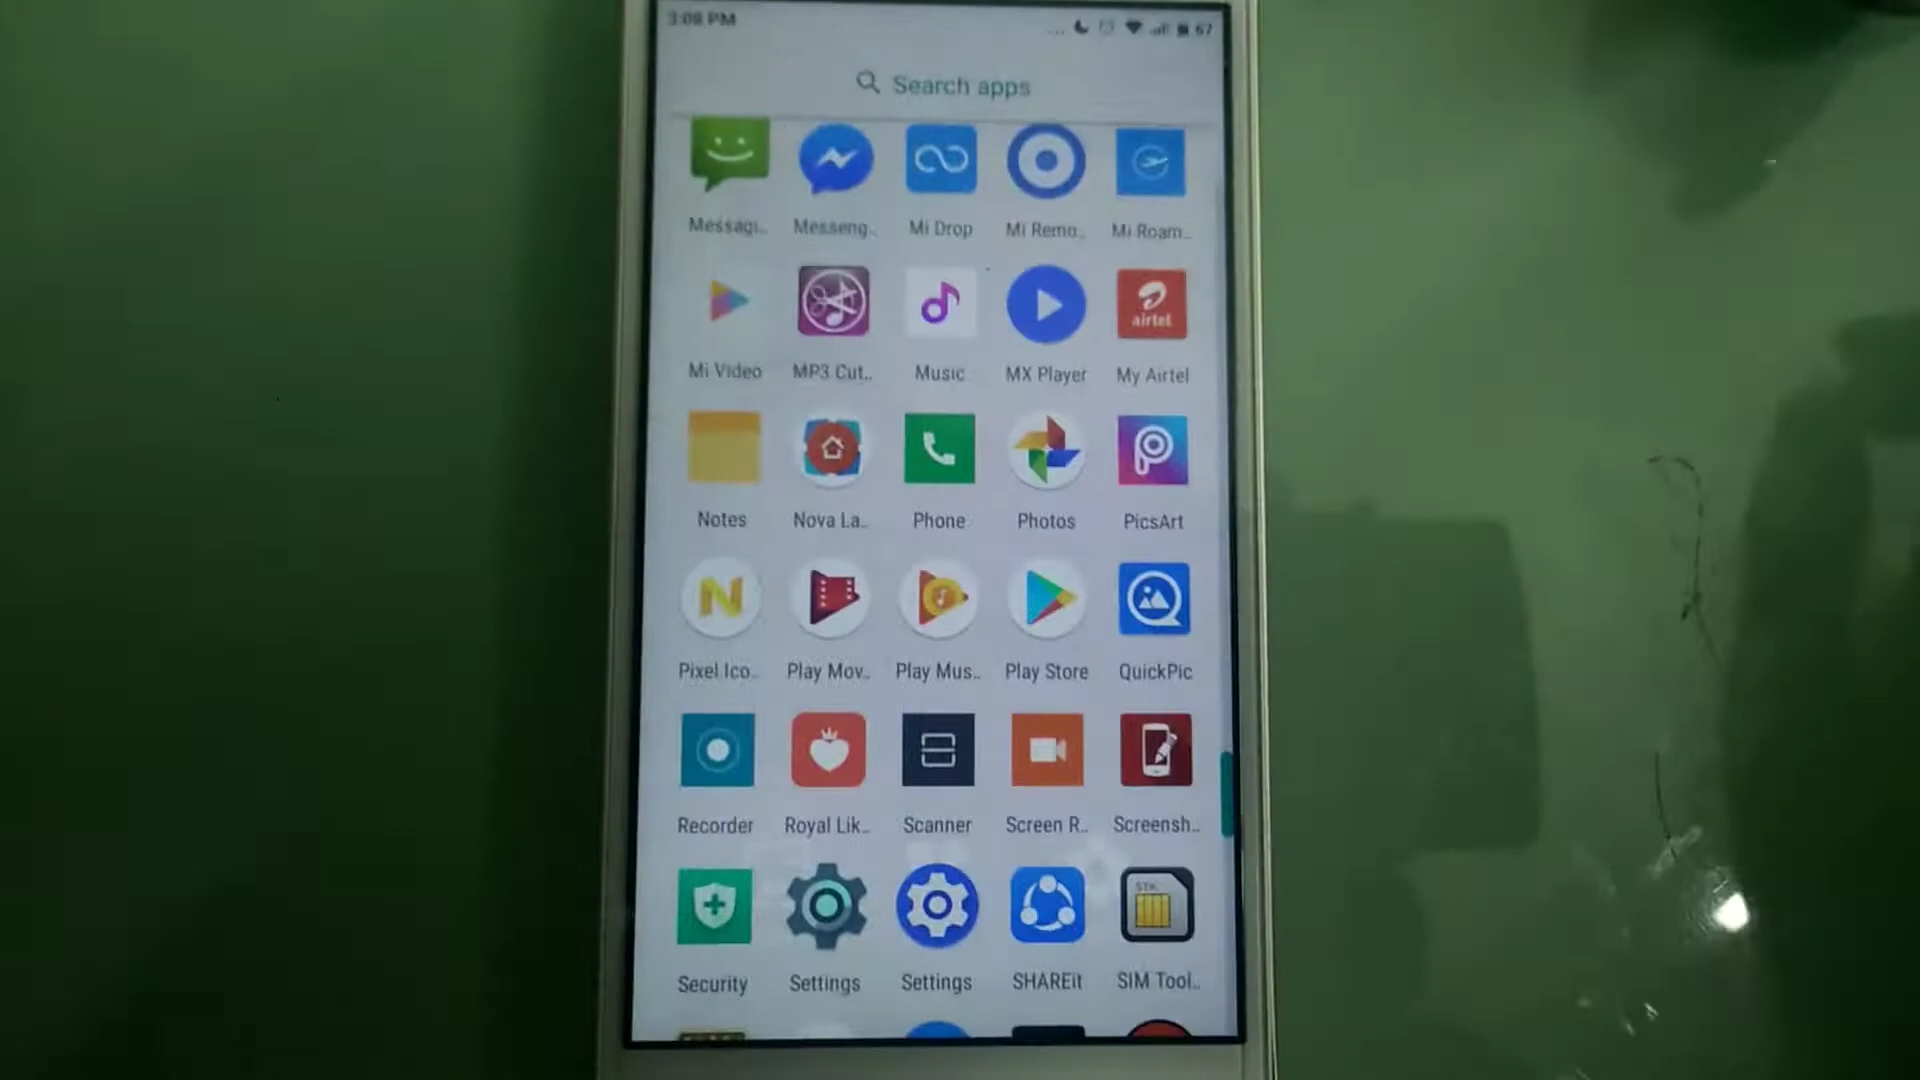 3:08 PM
... 67
Search apps
Messagi.. Messeng.. Mi Drop Mi Remo.. Mi Roam..
airtel
Mi Video MP3 Cut.. Music MX Player My Airtel
Notes Nova La.. Phone Photos PicsArt
Pixel Ico.. Play Mov.. Play Mus.. Play Store QuickPic
Recorder Royal Lik.. Scanner Screen R.. Screensh..
STK
Security Settings Settings SHAREit SIM Tool..